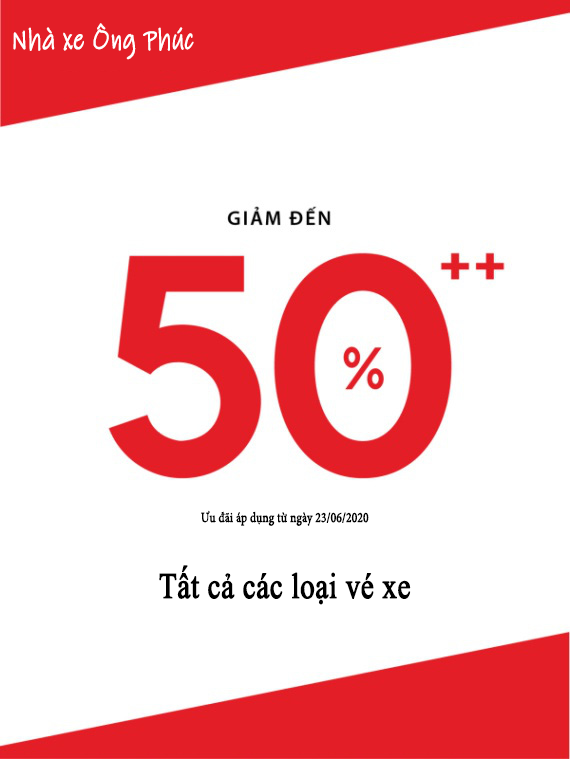 Nhà xe Ông Phúc
GIẢM ĐẾN
50%++
Ưu đãi áp dụng từ ngày 23/06/2020
Tất cả các loại vé xe